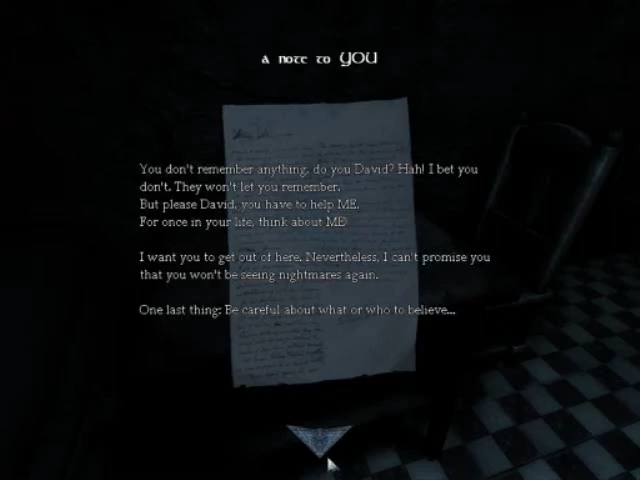 A NOTE TO YOU
You don't remember anything, do you David? Hah! I bet you
don't. They won't let you remember.
But please David, you have to help ME.
For once in your life, think about ME!
I want you to get out of here. Nevertheless, I can't promise you
that you won't be seeing nightmares again.
One last thing: Be careful about what or who to believe...